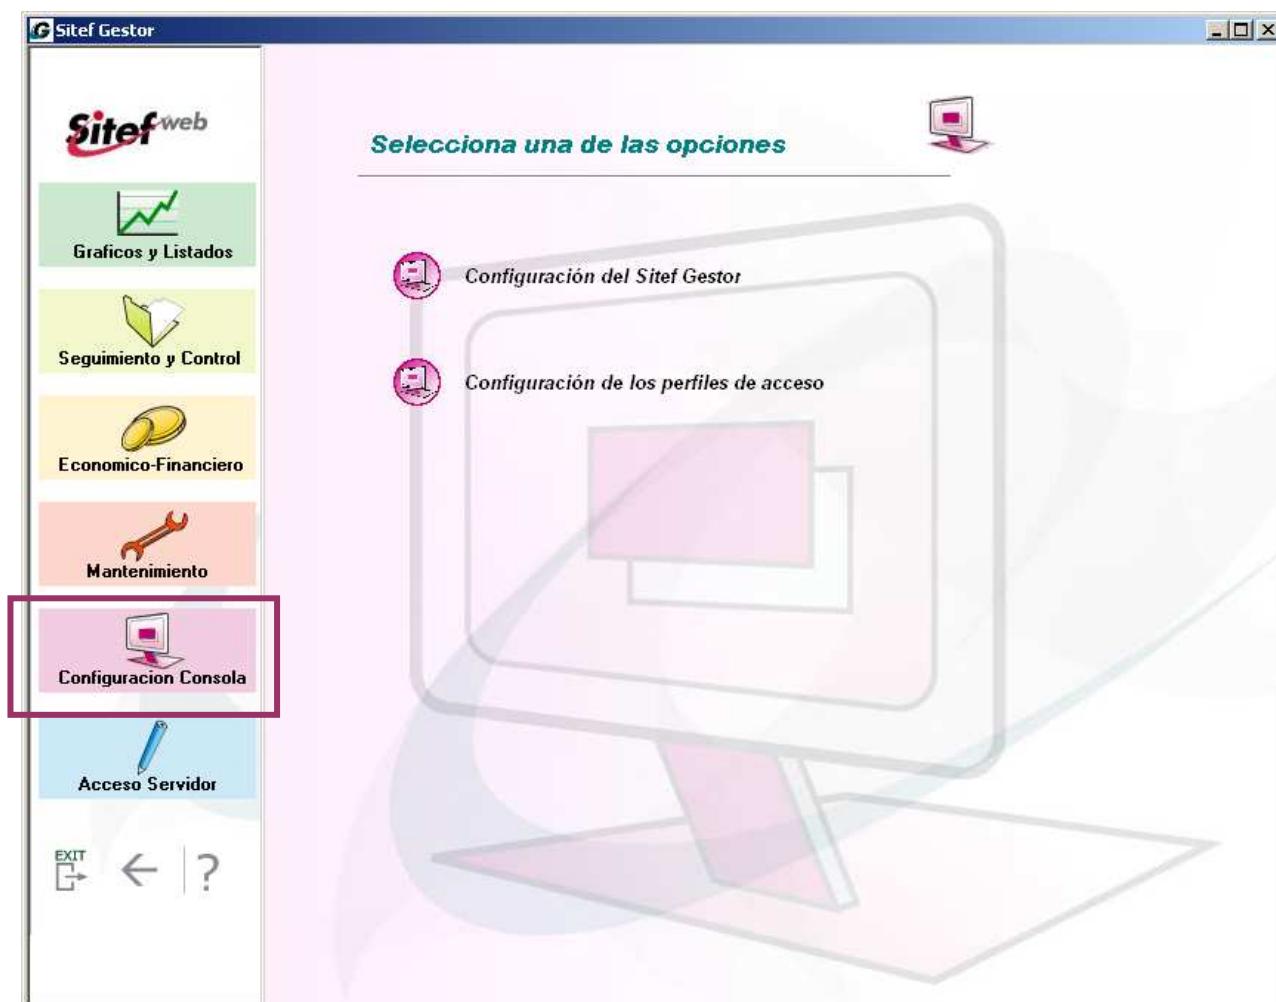 Sitef Gestor
Sitef web
Selecciona una de las opciones
Graficos y Listados
Configuración del Sitef Gestor
Seguimiento y Control
Configuración de los perfiles de acceso
Economico-Financiero
Mantenimiento
Configuracion Consola
Acceso Servidor
EXIT
?